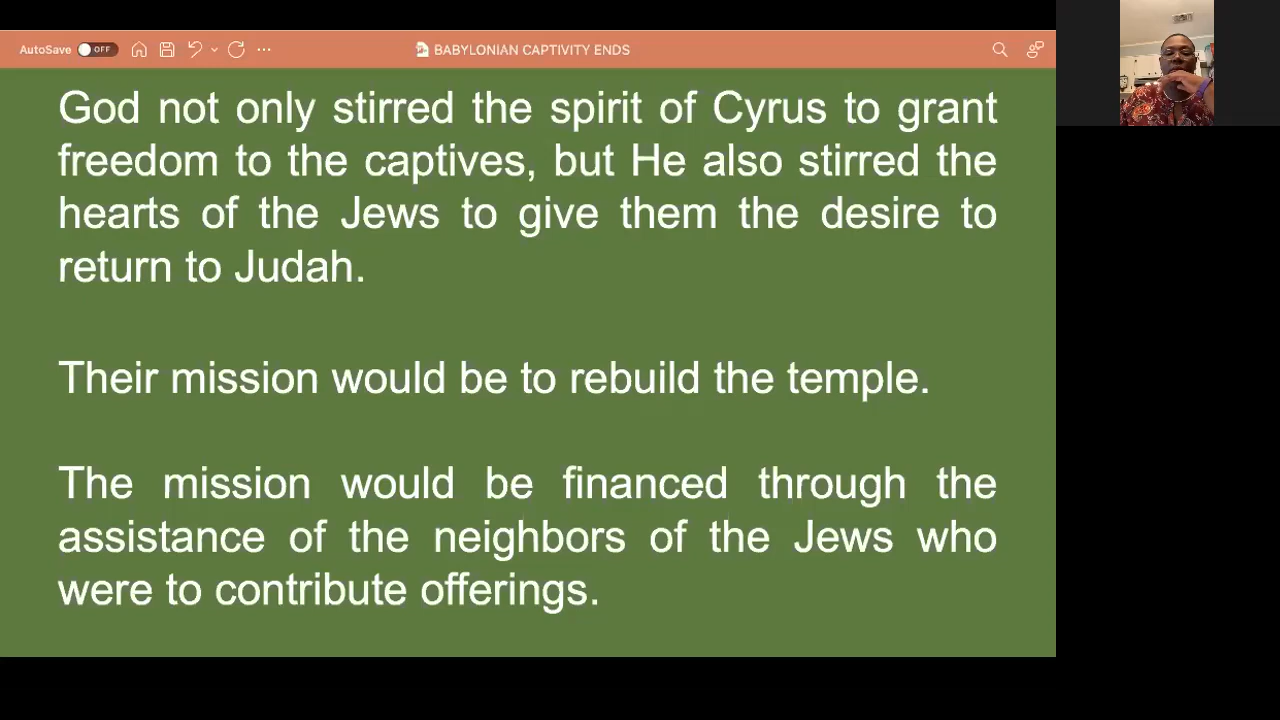 AutoSave OFF BABYLONIAN CAPTIVITY ENDS
God not only stirred the spirit of Cyrus to grant
freedom to the captives, but He also stirred the
hearts of the Jews to give them the desire to
return to Judah.
Their mission would be to rebuild the temple.
The mission would be financed through the
assistance of the neighbors of the Jews who
were to contribute offerings.